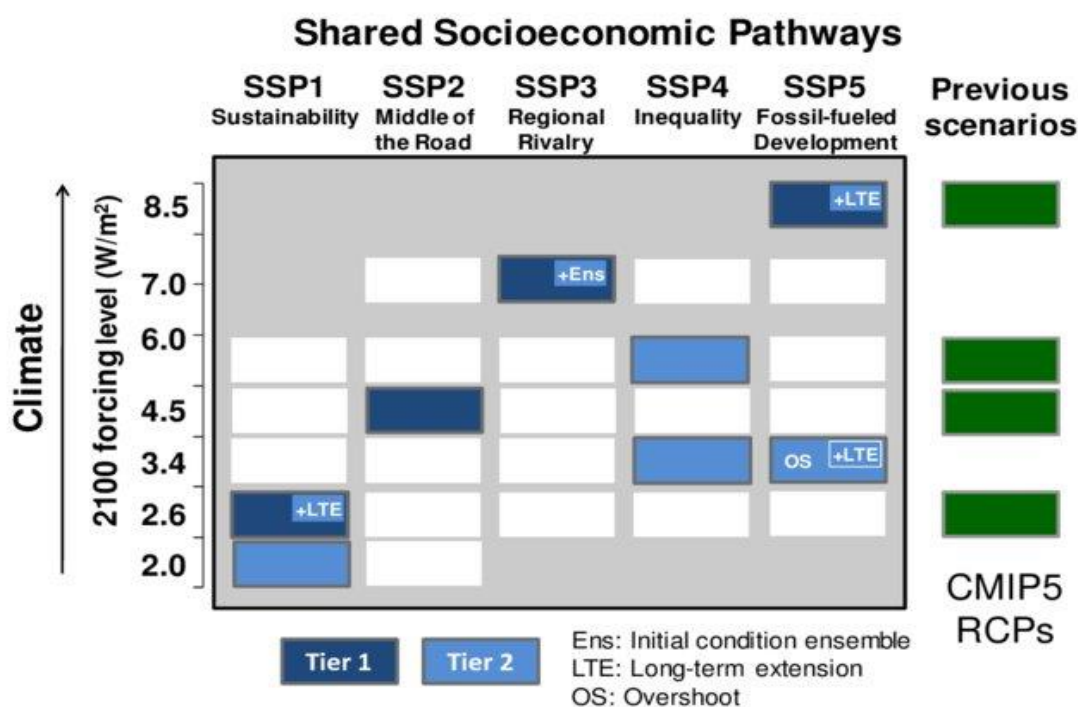 Shared Socioeconomic Pathways
SSP1 SSP2 SSP3 SSP4 SSP5 Previous scenarios
Sustainability Middle of the Road Regional Rivalry Inequality Fossil-fueled Development
Climate
2100 forcing level (W/m²)
8.5 +LTE
7.0 +Ens
6.0
4.5
3.4 OS +LTE
2.6 +LTE
2.0
CMIP5
RCPs
Tier 1 Tier 2
Ens: Initial condition ensemble
LTE: Long-term extension
OS: Overshoot